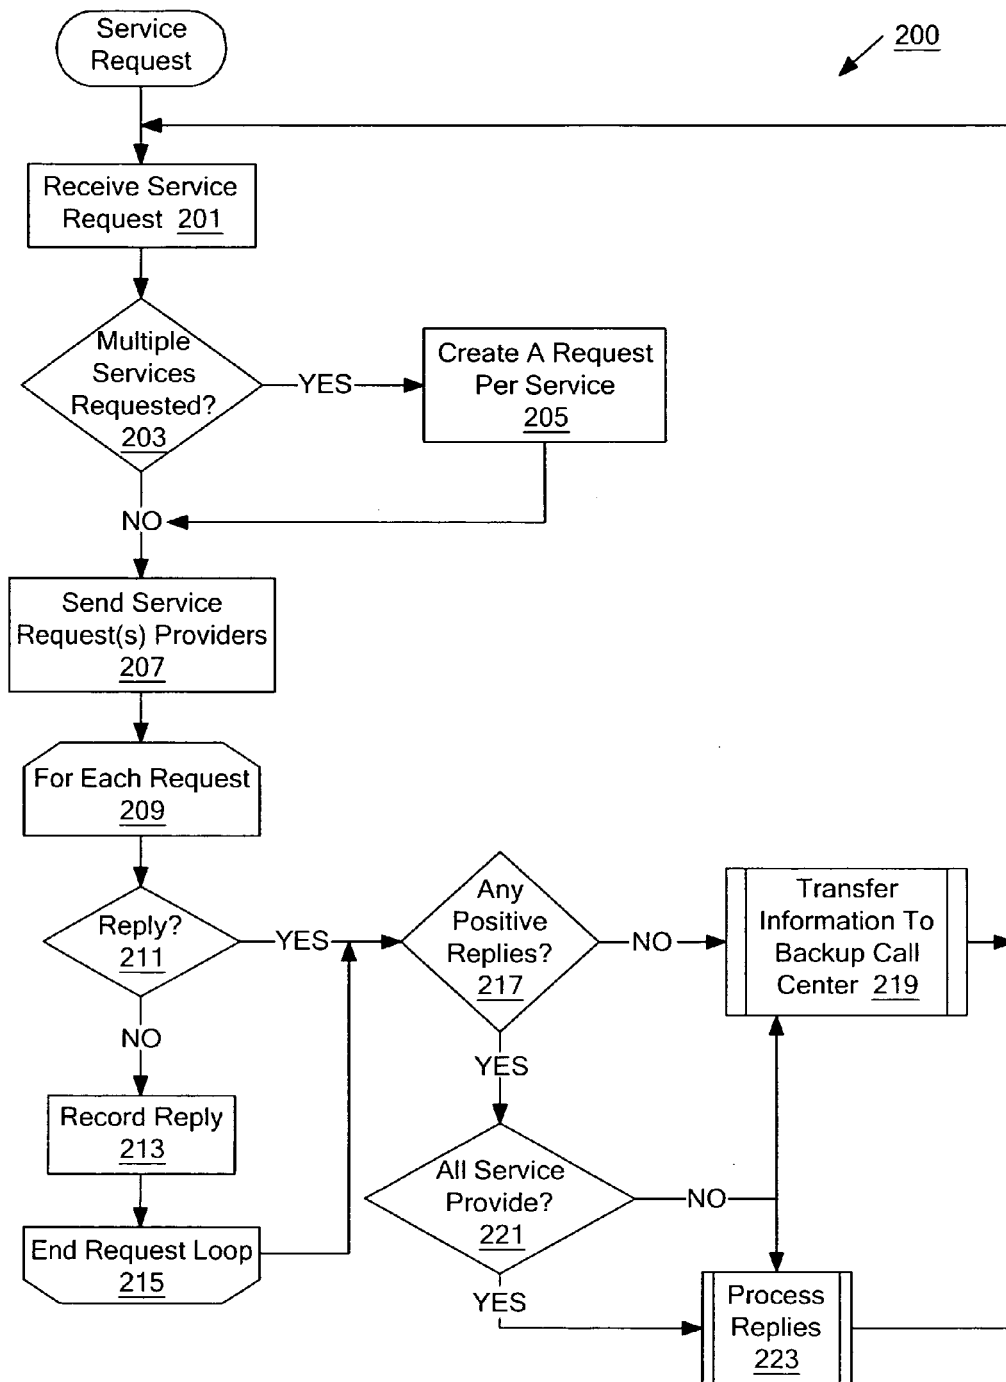 Service
Request
200
Receive Service
Request 201
Multiple
Services
Requested?
203
YES
Create A Request
Per Service
205
NO
Send Service
Request(s) Providers
207
For Each Request
209
Reply?
211
YES
Any
Positive
Replies?
217
NO
Transfer
Information To
Backup Call
Center 219
NO
YES
Record Reply
213
All Service
Provide?
221
NO
End Request Loop
215
YES
Process
Replies
223